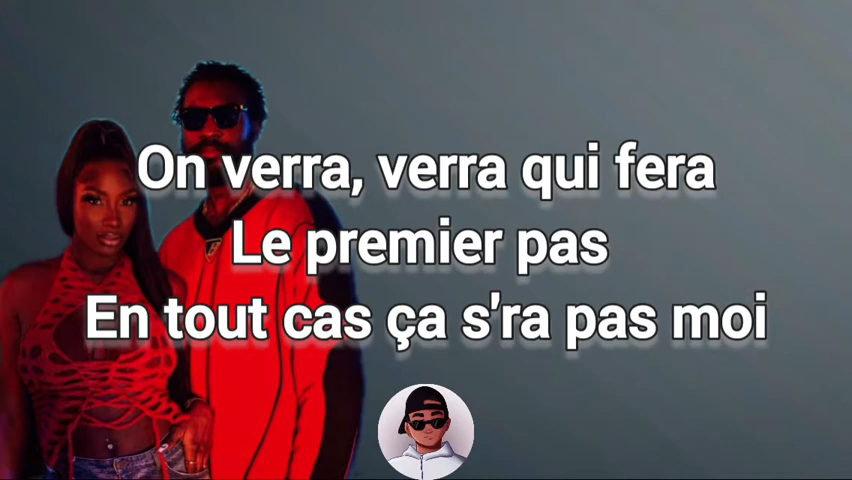 On verra, verra qui fera
Le premier pas
En tout cas ça s'ra pas moi